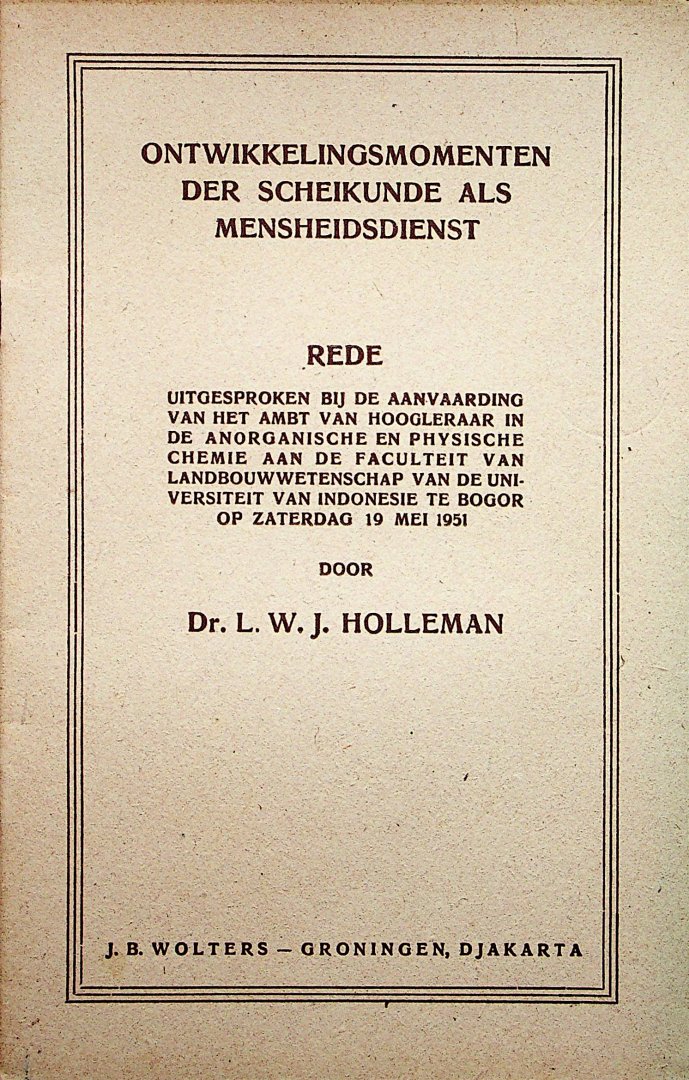 ONTWIKKELINGSMOMENTEN
DER SCHEIKUNDE ALS
MENSHEIDSDIENST
REDE
UITGESPROKEN BIJ DE AANVAARDING
VAN HET AMBT VAN HOOGLERAAR IN
DE ANORGANISCHE EN PHYSISCHE
CHEMIE AAN DE FACULTEIT VAN
LANDBOUWWETENSCHAP VAN DE UNI-
VERSITEIT VAN INDONESIE TE BOGOR
OP ZATERDAG 19 MEI 1951
DOOR
Dr. L. W. J. HOLLEMAN
J. B. WOLTERS — GRONINGEN, DJAKARTA